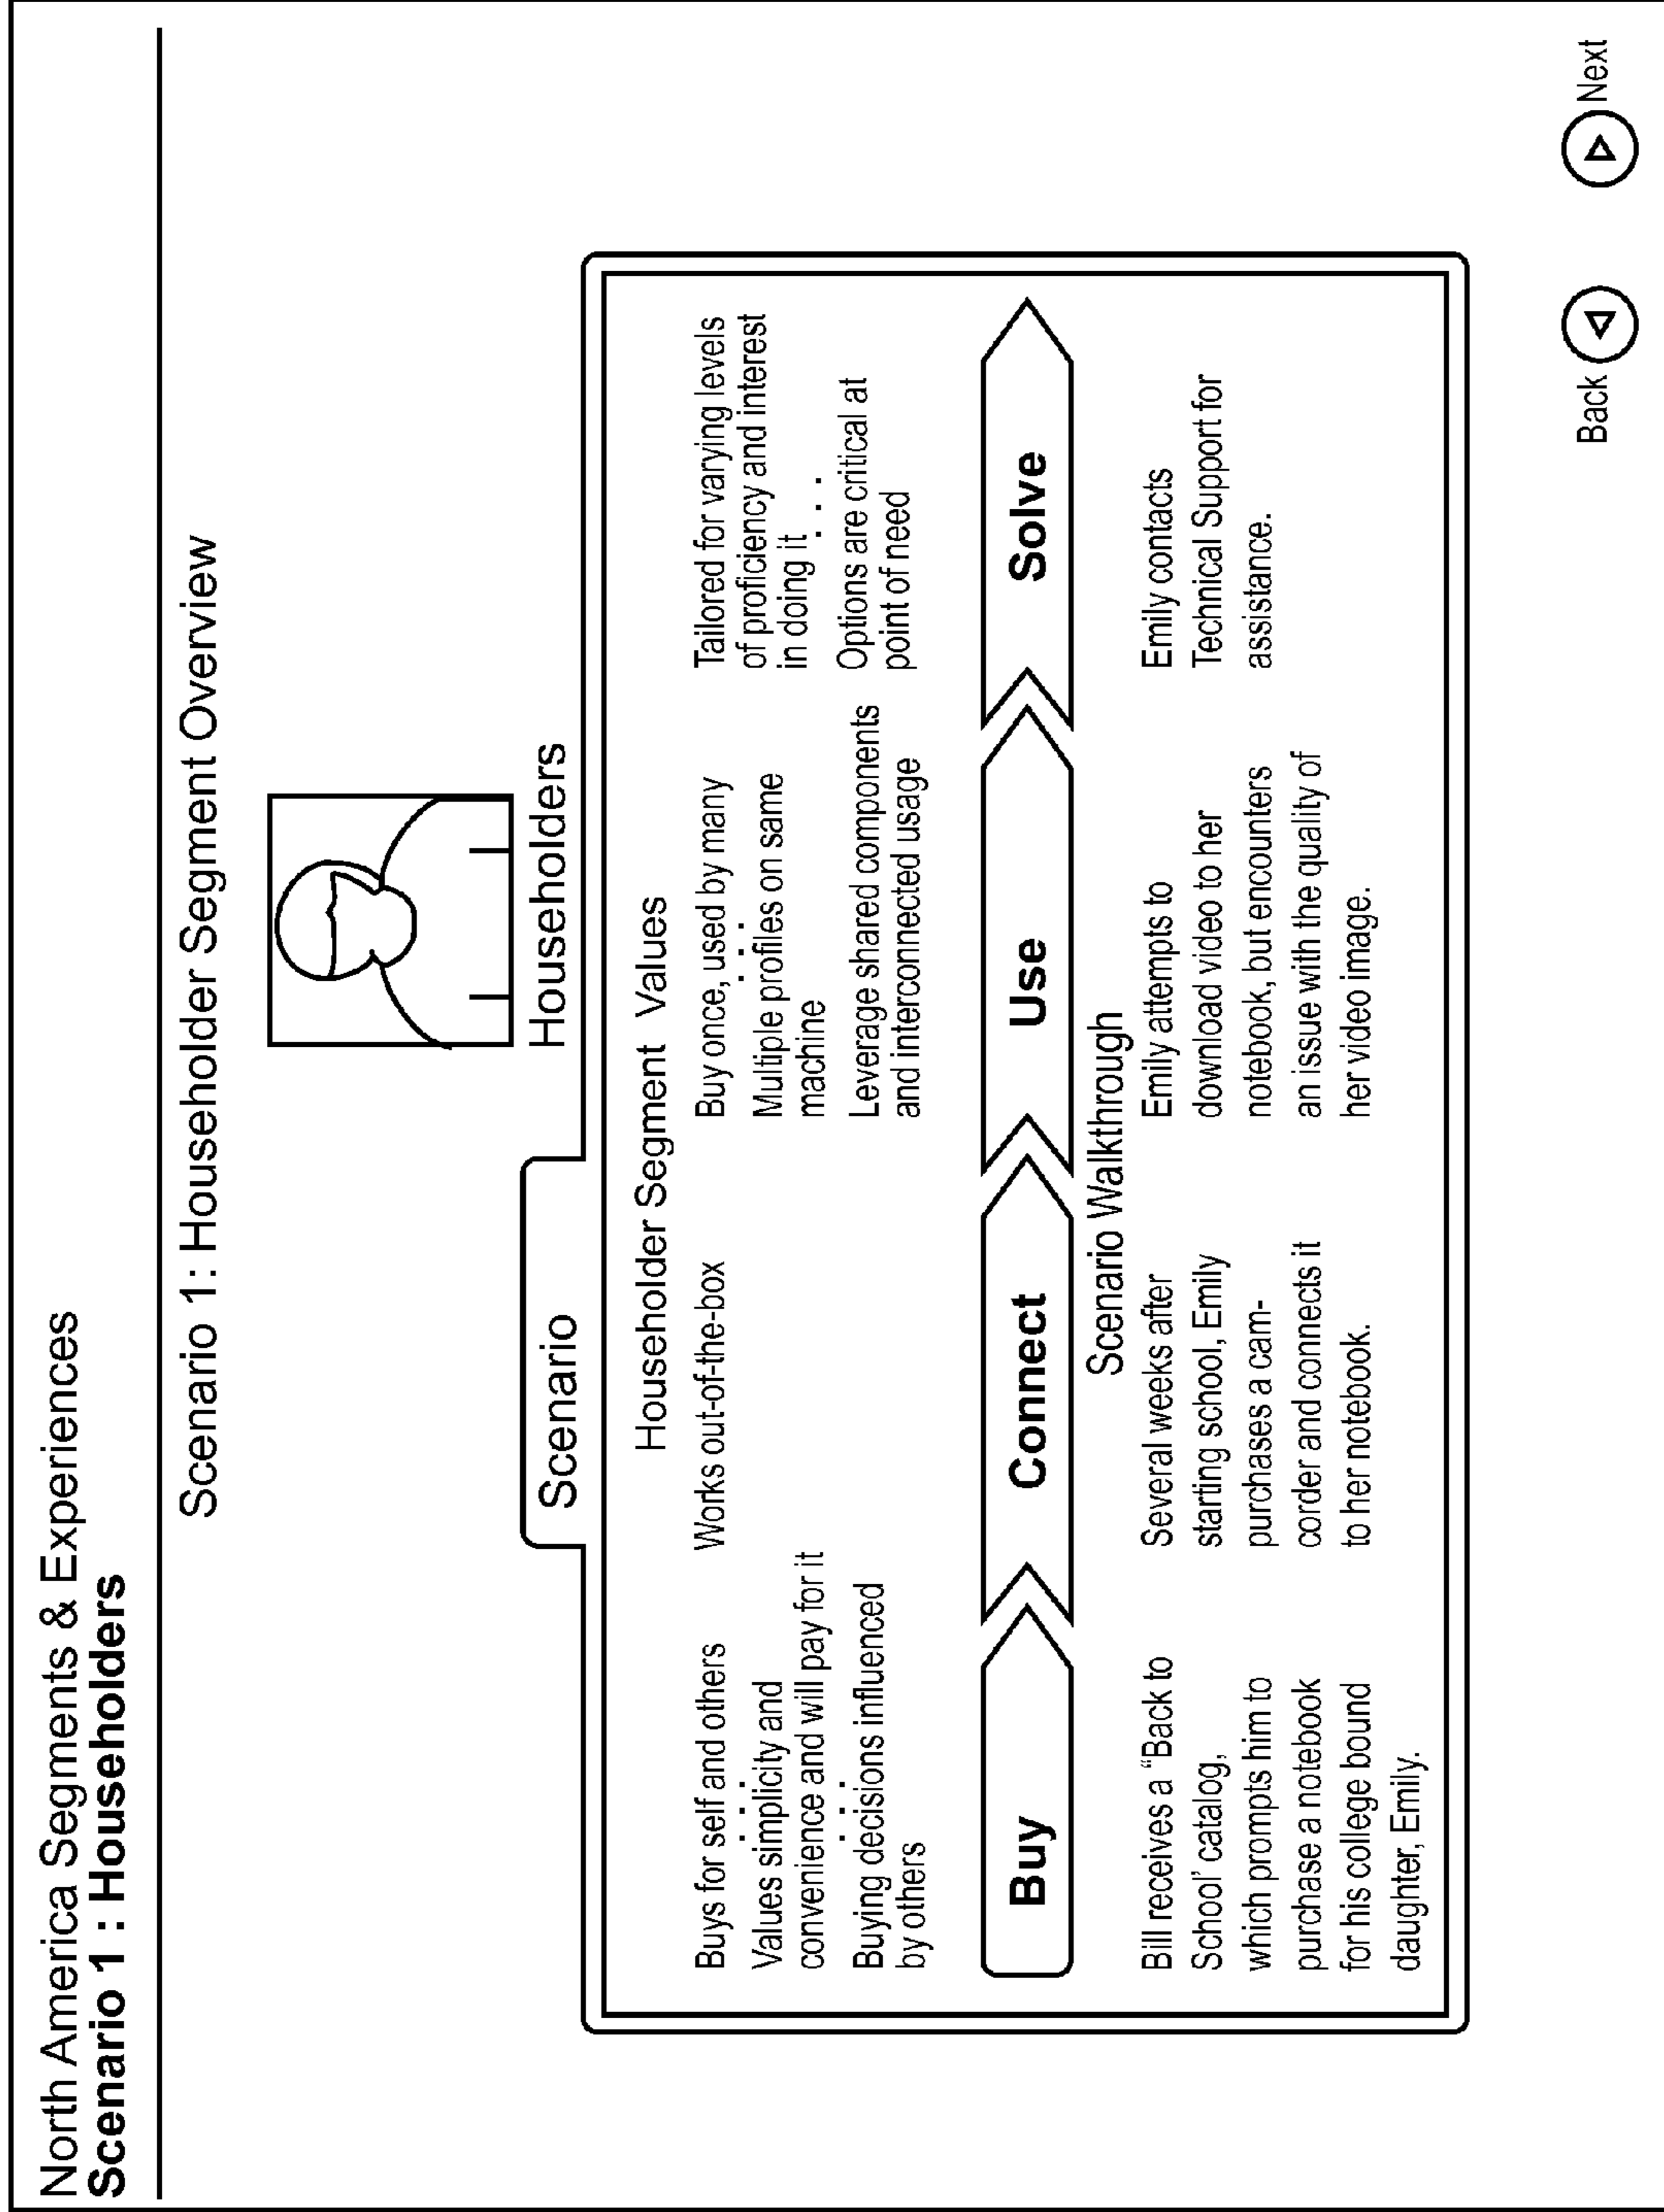 North America Segments & Experiences
Scenario 1 : Householders
Scenario 1: Householder Segment Overview
Householders
Scenario
Householder Segment Values
Buys for self and others
. . .
Values simplicity and
convenience and will pay for it
. . .
Buying decisions influenced
by others
Works out-of-the-box
Buy once, used by many
. . .
Multiple profiles on same
machine
Leverage shared components
and interconnected usage
Tailored for varying levels
of proficiency and interest
in doing it
. . .
Options are critical at
point of need
Buy
Connect
Use
Solve
Scenario Walkthrough
Bill receives a "Back to
School' catalog,
which prompts him to
purchase a notebook
for his college bound
daughter, Emily.
Several weeks after
starting school, Emily
purchases a cam-
corder and connects it
to her notebook.
Emily attempts to
download video to her
notebook, but encounters
an issue with the quality of
her video image.
Emily contacts
Technical Support for
assistance.
Back
Next